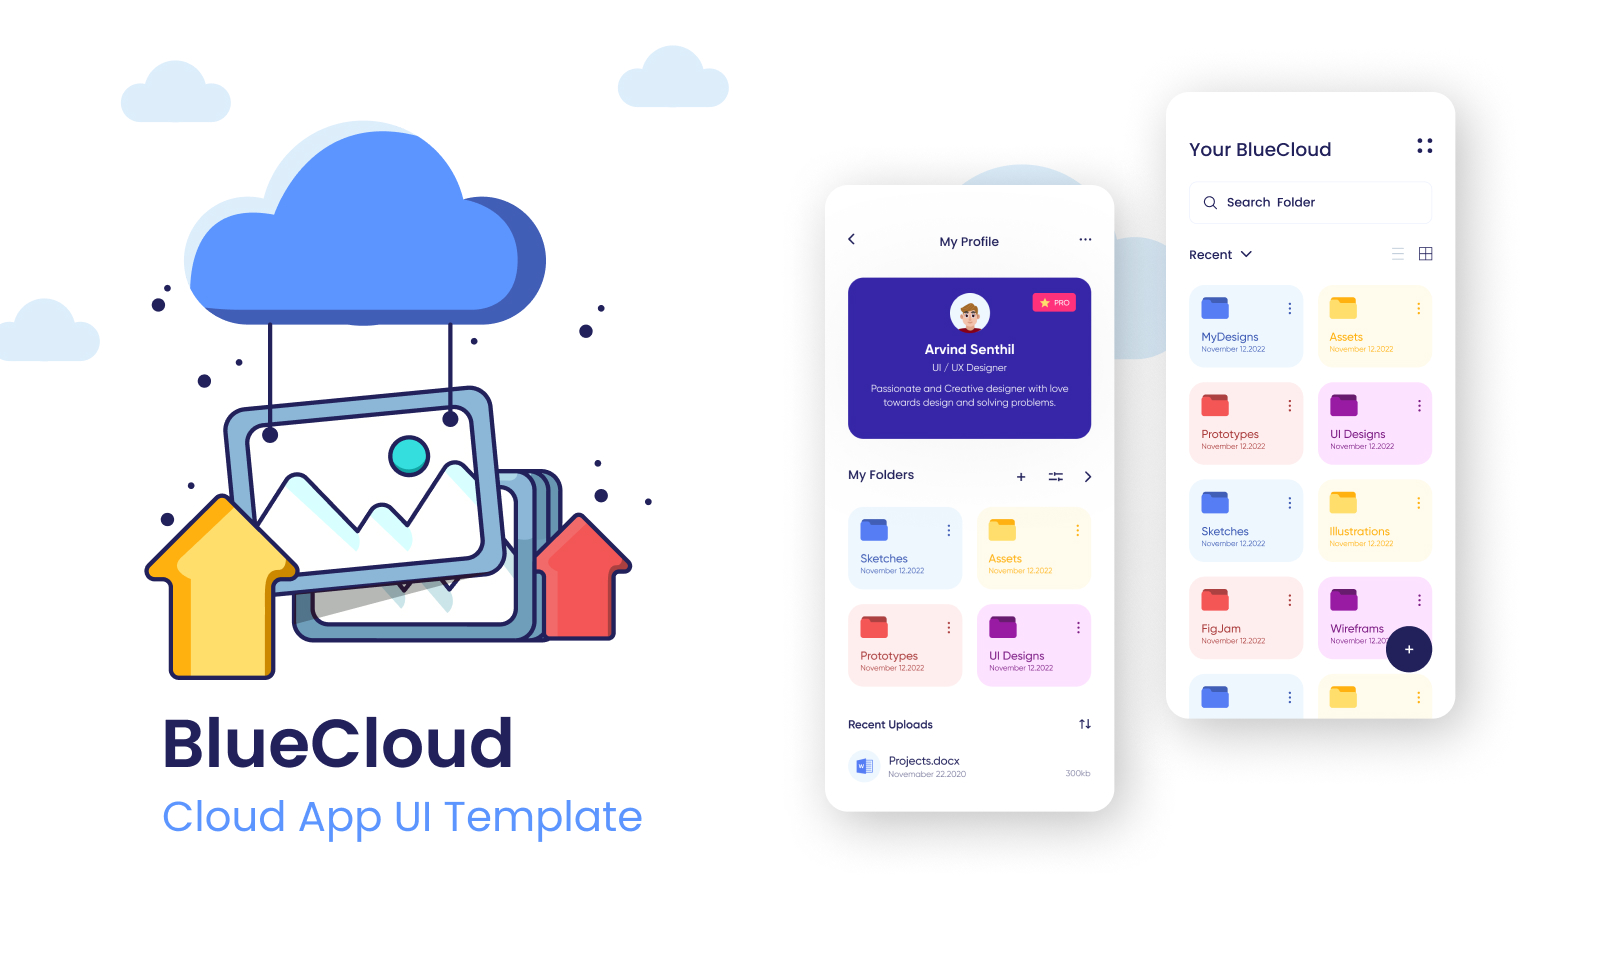 BlueCloud
Cloud App UI Template
My Profile
PRO
Arvind Senthil
UI / UX Designer
Passionate and Creative designer with love
towards design and solving problems.
My Folders
Sketches
November 12.2022
Assets
November 12.2022
Prototypes
November 12.2022
UI Designs
November 12.2022
Recent Uploads
W
Projects.docx
Novemaber 22.2020
300kb
Your BlueCloud
Search Folder
Recent
MyDesigns
November 12.2022
Assets
November 12.2022
Prototypes
November 12.2022
UI Designs
November 12.2022
Sketches
November 12.2022
Illustrations
November 12.2022
FigJam
November 12.2022
Wireframs
November 12.202